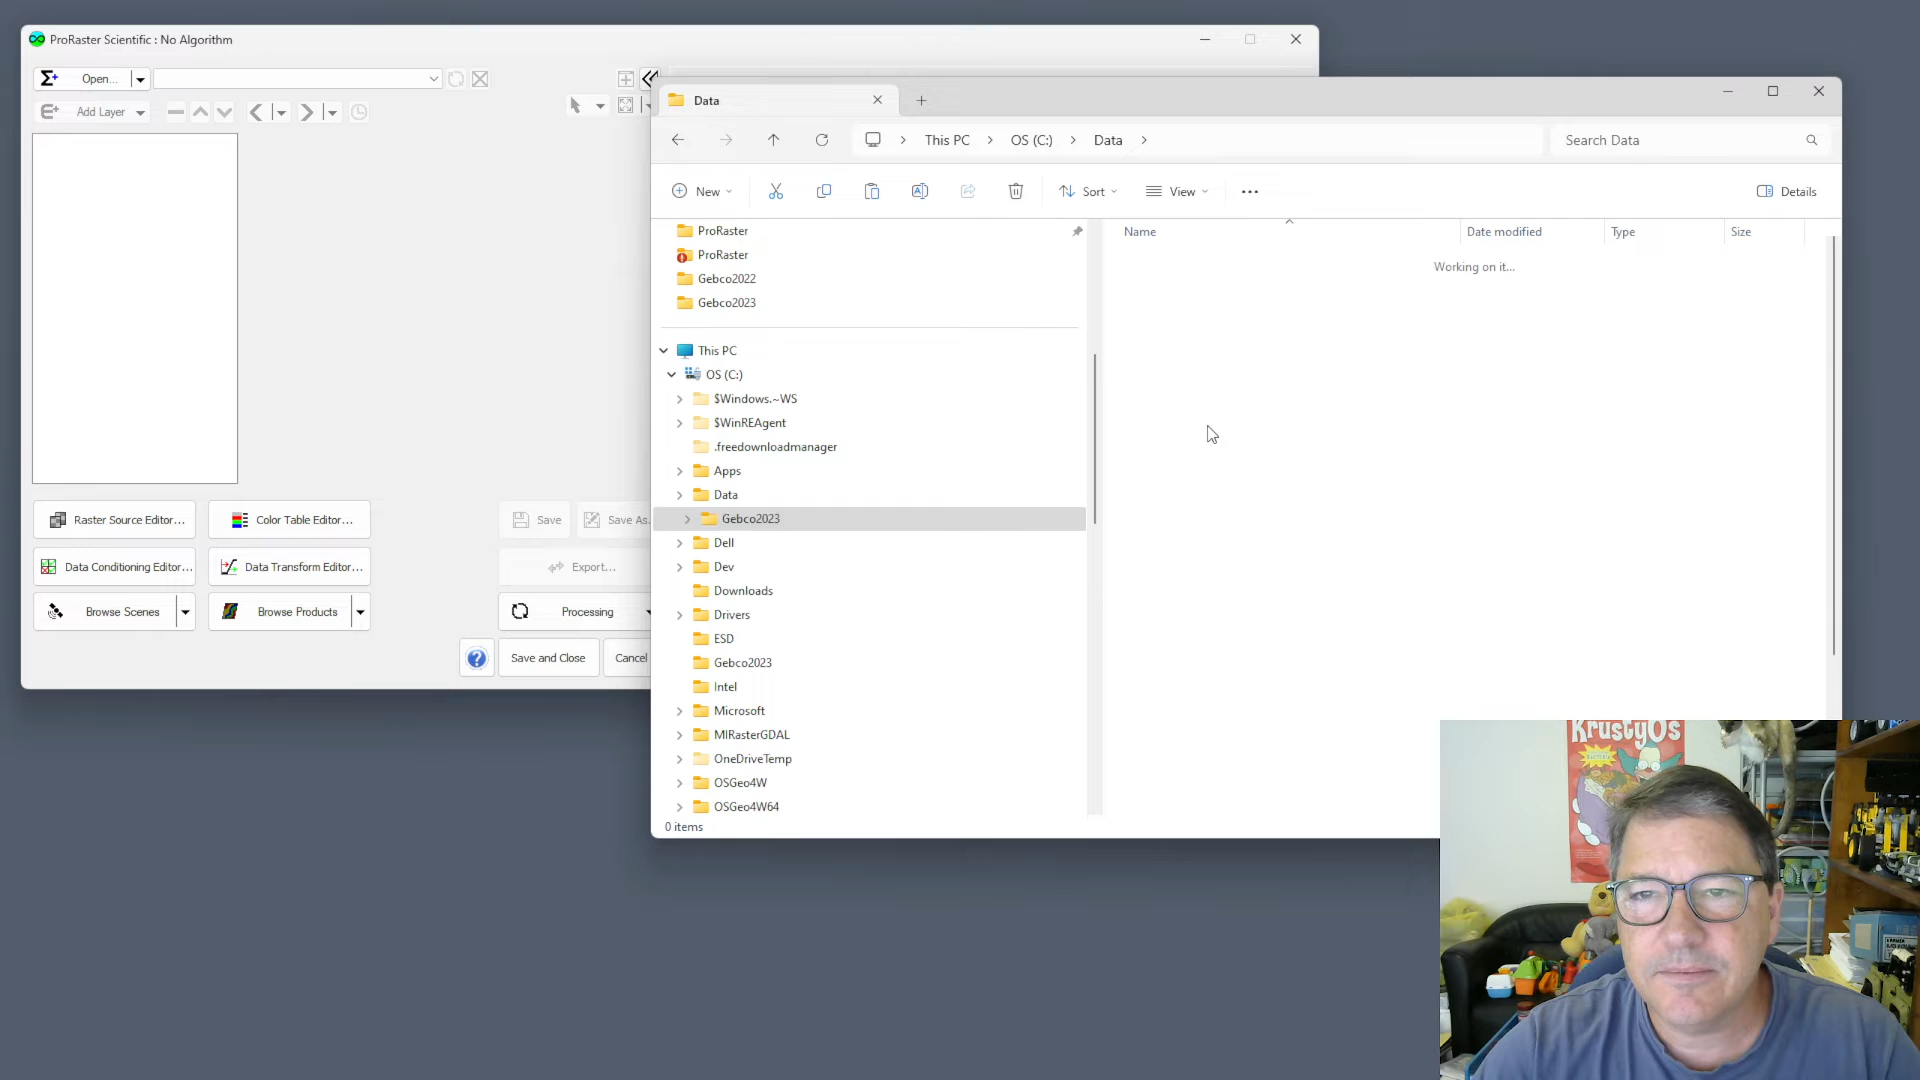 ProRaster Scientific : No Algorithm
Open...
Add Layer
Raster Source Editor...
Color Table Editor...
Save
Save As.
Data Conditioning Editor...
Data Transform Editor...
Export...
Browse Scenes
Browse Products
Processing
Save and Close
Cancel
Data
This PC
OS (C:)
Data
Search Data
New
Sort
View
Details
Name
Date modified
Type
Size
Working on it...
ProRaster
ProRaster
Gebco2022
Gebco2023
This PC
OS (C:)
$Windows.~WS
$WinREAgent
.freedownloadmanager
Apps
Data
Gebco2023
Dell
Dev
Downloads
Drivers
ESD
Gebco2023
Intel
Microsoft
MIRasterGDAL
OneDriveTemp
OSGeo4W
OSGeo4W64
0 items
KrustyO's